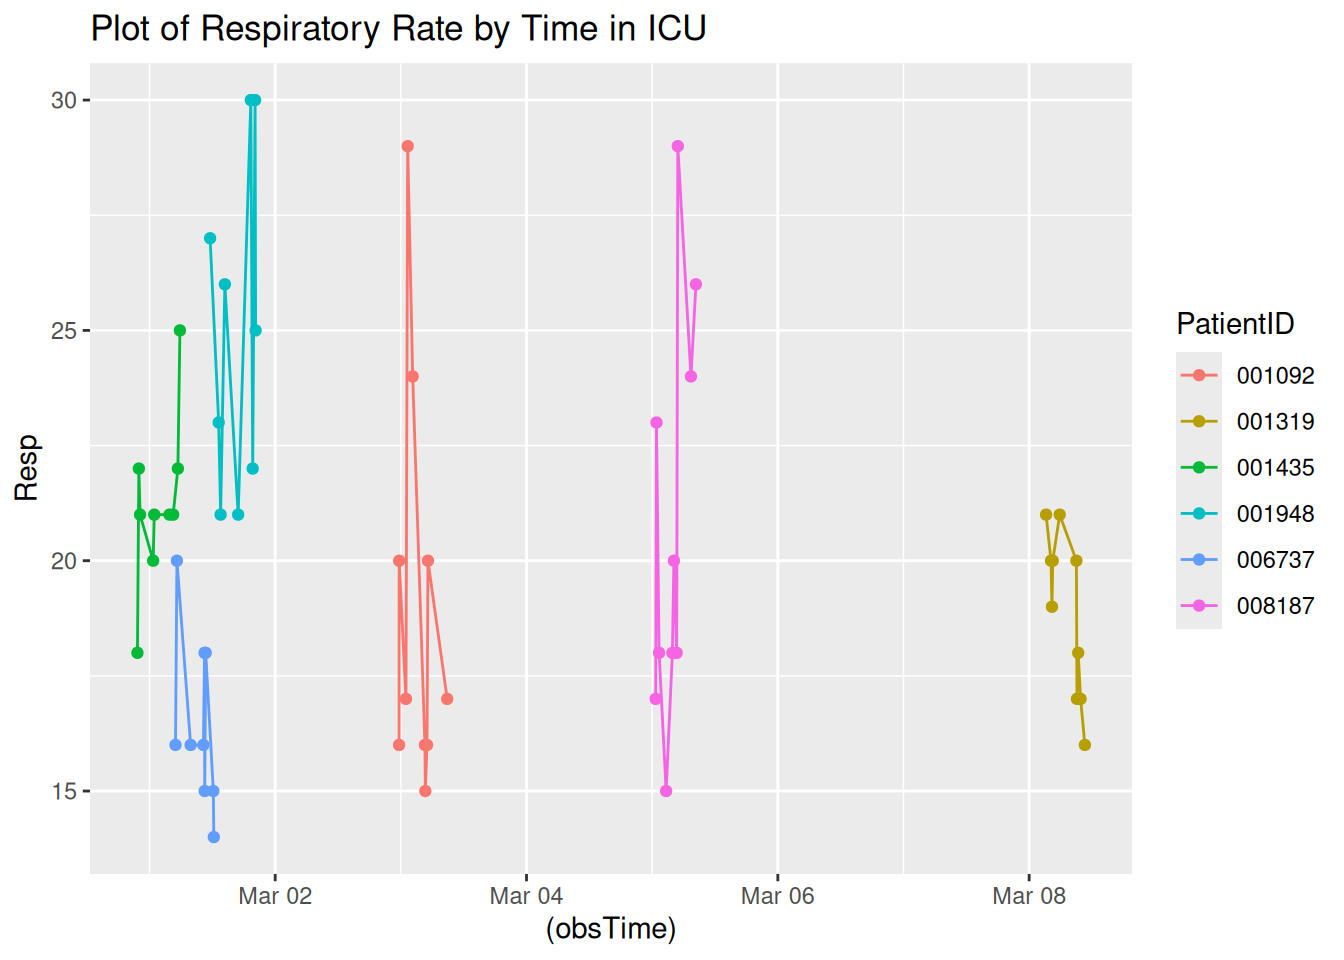 Plot of Respiratory Rate by Time in ICU
30
25
20
15
Resp
Mar 02
Mar 04
Mar 06
Mar 08
(obsTime)
PatientID
001092
001319
001435
001948
006737
008187